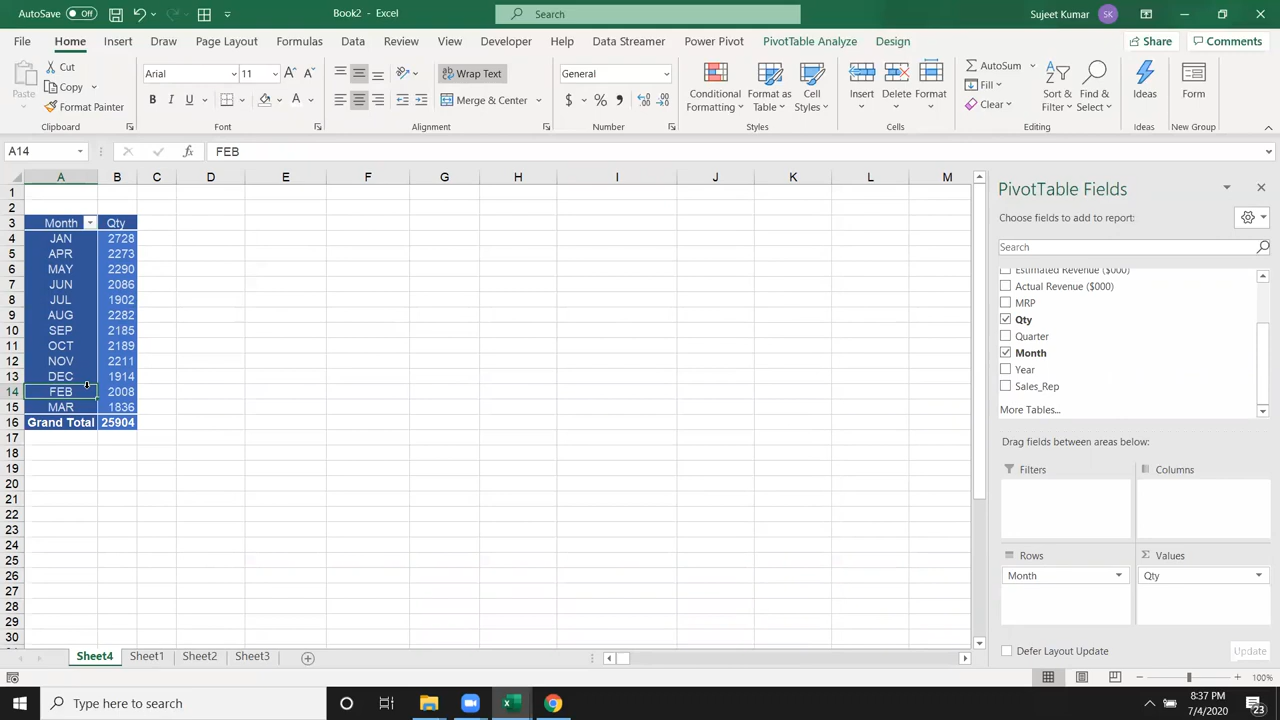 AutoSave Off Book2 - Excel Search Sujeet Kumar SK
File Home Insert Draw Page Layout Formulas Data Review View Developer Help Data Streamer Power Pivot PivotTable Analyze Design Share Comments
Paste Cut Copy Format Painter Clipboard
Arial 11 B I U Font
Wrap Text Merge & Center Alignment
General $ % Number
Conditional Formatting Format as Table Cell Styles Styles
Insert Delete Format Cells
AutoSum Fill Clear Sort & Filter Find & Select Editing
Ideas Ideas
Form New Group
A14 fx FEB
A B C D E F G H I J K L M
1
2
3 Month Qty
4 JAN 2728
5 APR 2273
6 MAY 2290
7 JUN 2086
8 JUL 1902
9 AUG 2282
10 SEP 2185
11 OCT 2189
12 NOV 2211
13 DEC 1914
14 FEB 2008
15 MAR 1836
16 Grand Total 25904
17
18
19
20
21
22
23
24
25
26
27
28
29
30
PivotTable Fields
Choose fields to add to report:
Search
Estimated Revenue ($000)
Actual Revenue ($000)
MRP
Qty
Quarter
Month
Year
Sales_Rep
More Tables...
Drag fields between areas below:
Filters Columns
Rows Values
Month Qty
Defer Layout Update Update
Sheet4 Sheet1 Sheet2 Sheet3
100%
Type here to search
8:37 PM
7/4/2020
23